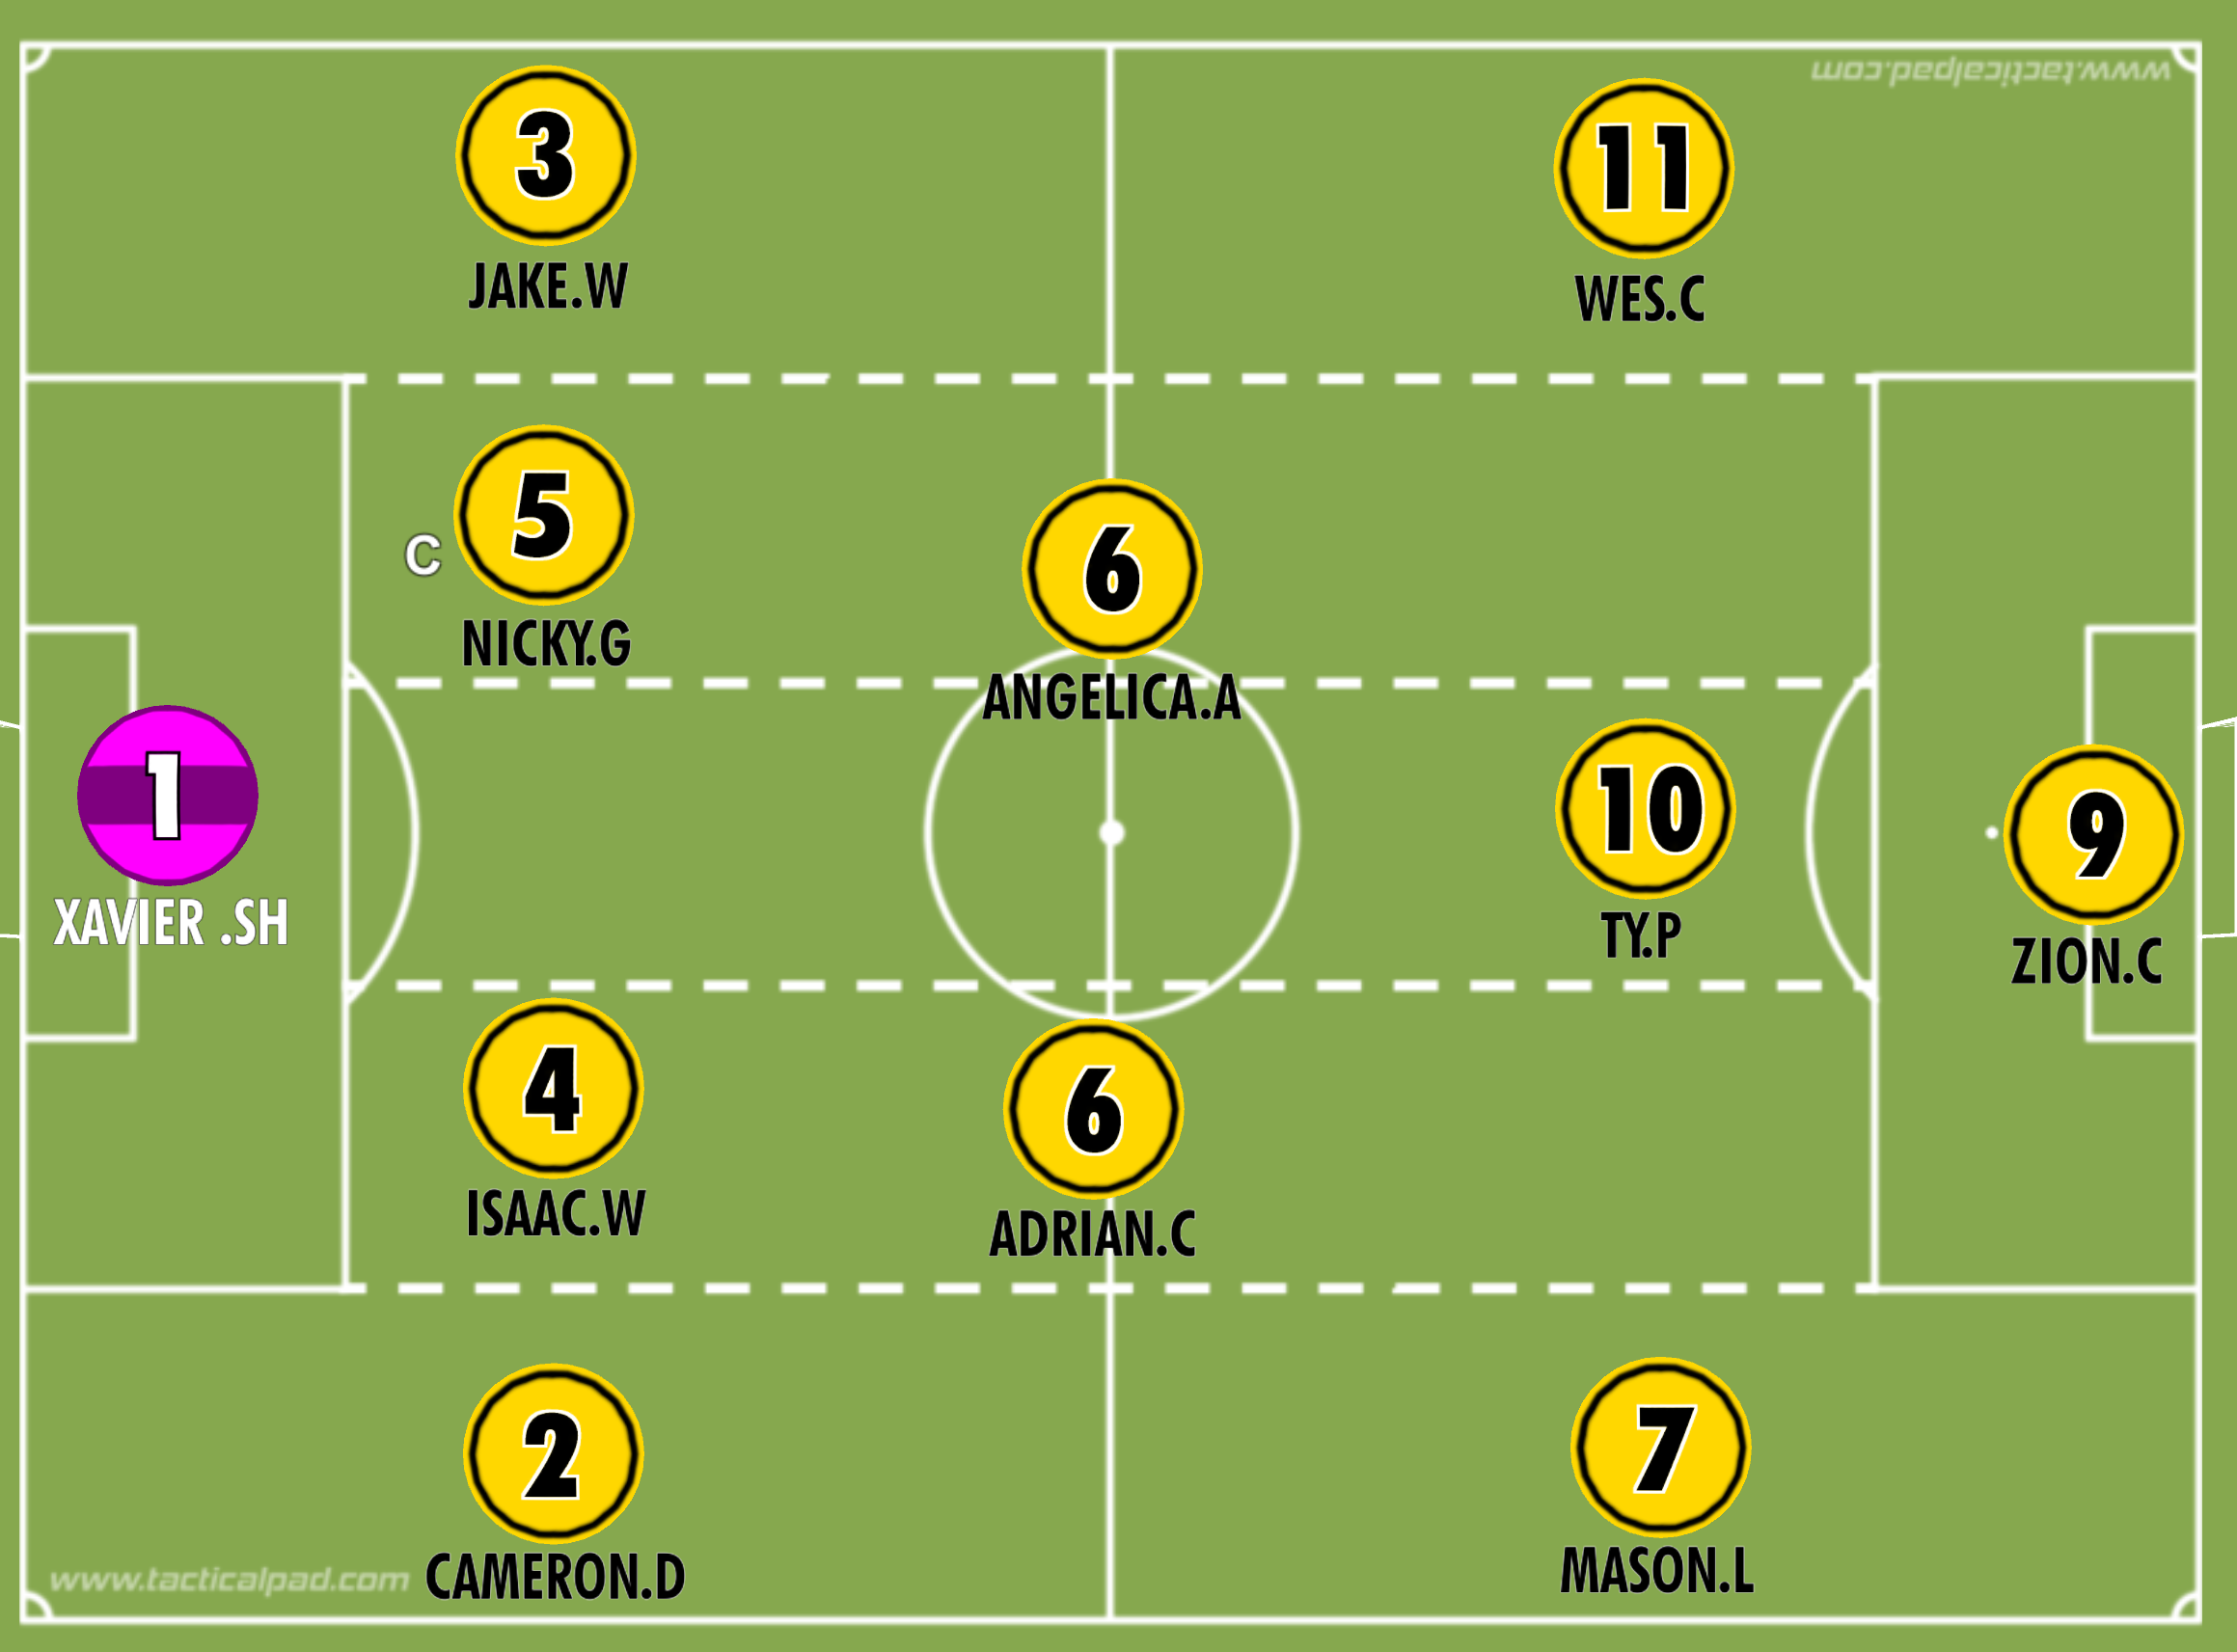 www.tacticalpad.com
3
JAKE.W
11
WES.C
5
C
NICKY.G
6
ANGELICA.A
1
XAVIER .SH
10
TY.P
9
ZION.C
4
ISAAC.W
6
ADRIAN.C
2
CAMERON.D
7
MASON.L
www.tacticalpad.com